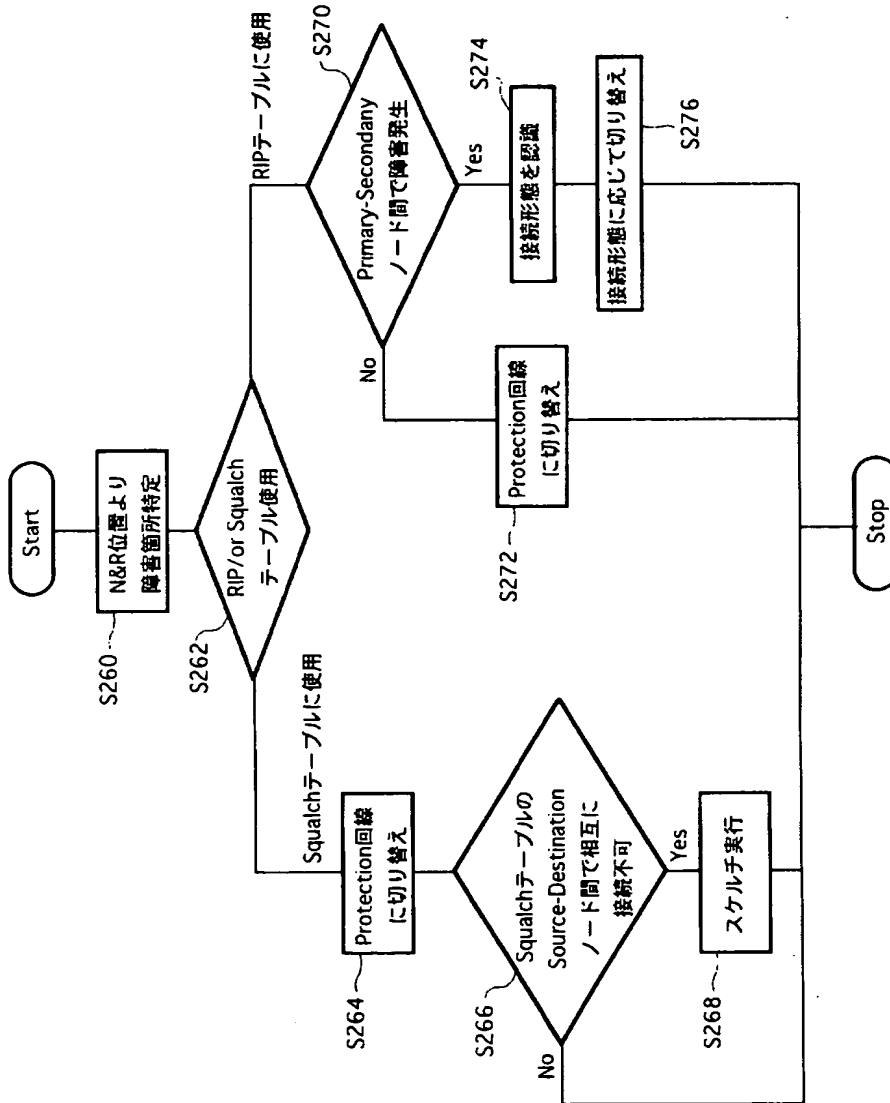 Start
N&R位置より
障害箇所特定
S260
RIP/or Squalch
テーブル使用
S262
Squalchテーブルに使用
RIPテーブルに使用
Protection回線
に切り替え
S264
Squalchテーブルの
Source-Destination
ノード間で相互に
接続不可
S266
No
Yes
スケルチ実行
S268
Primary-Secondany
ノード間で障害発生
S270
No
Yes
Protection回線
に切り替え
S272
接続形態を認識
S274
接続形態に応じて切り替え
S276
Stop